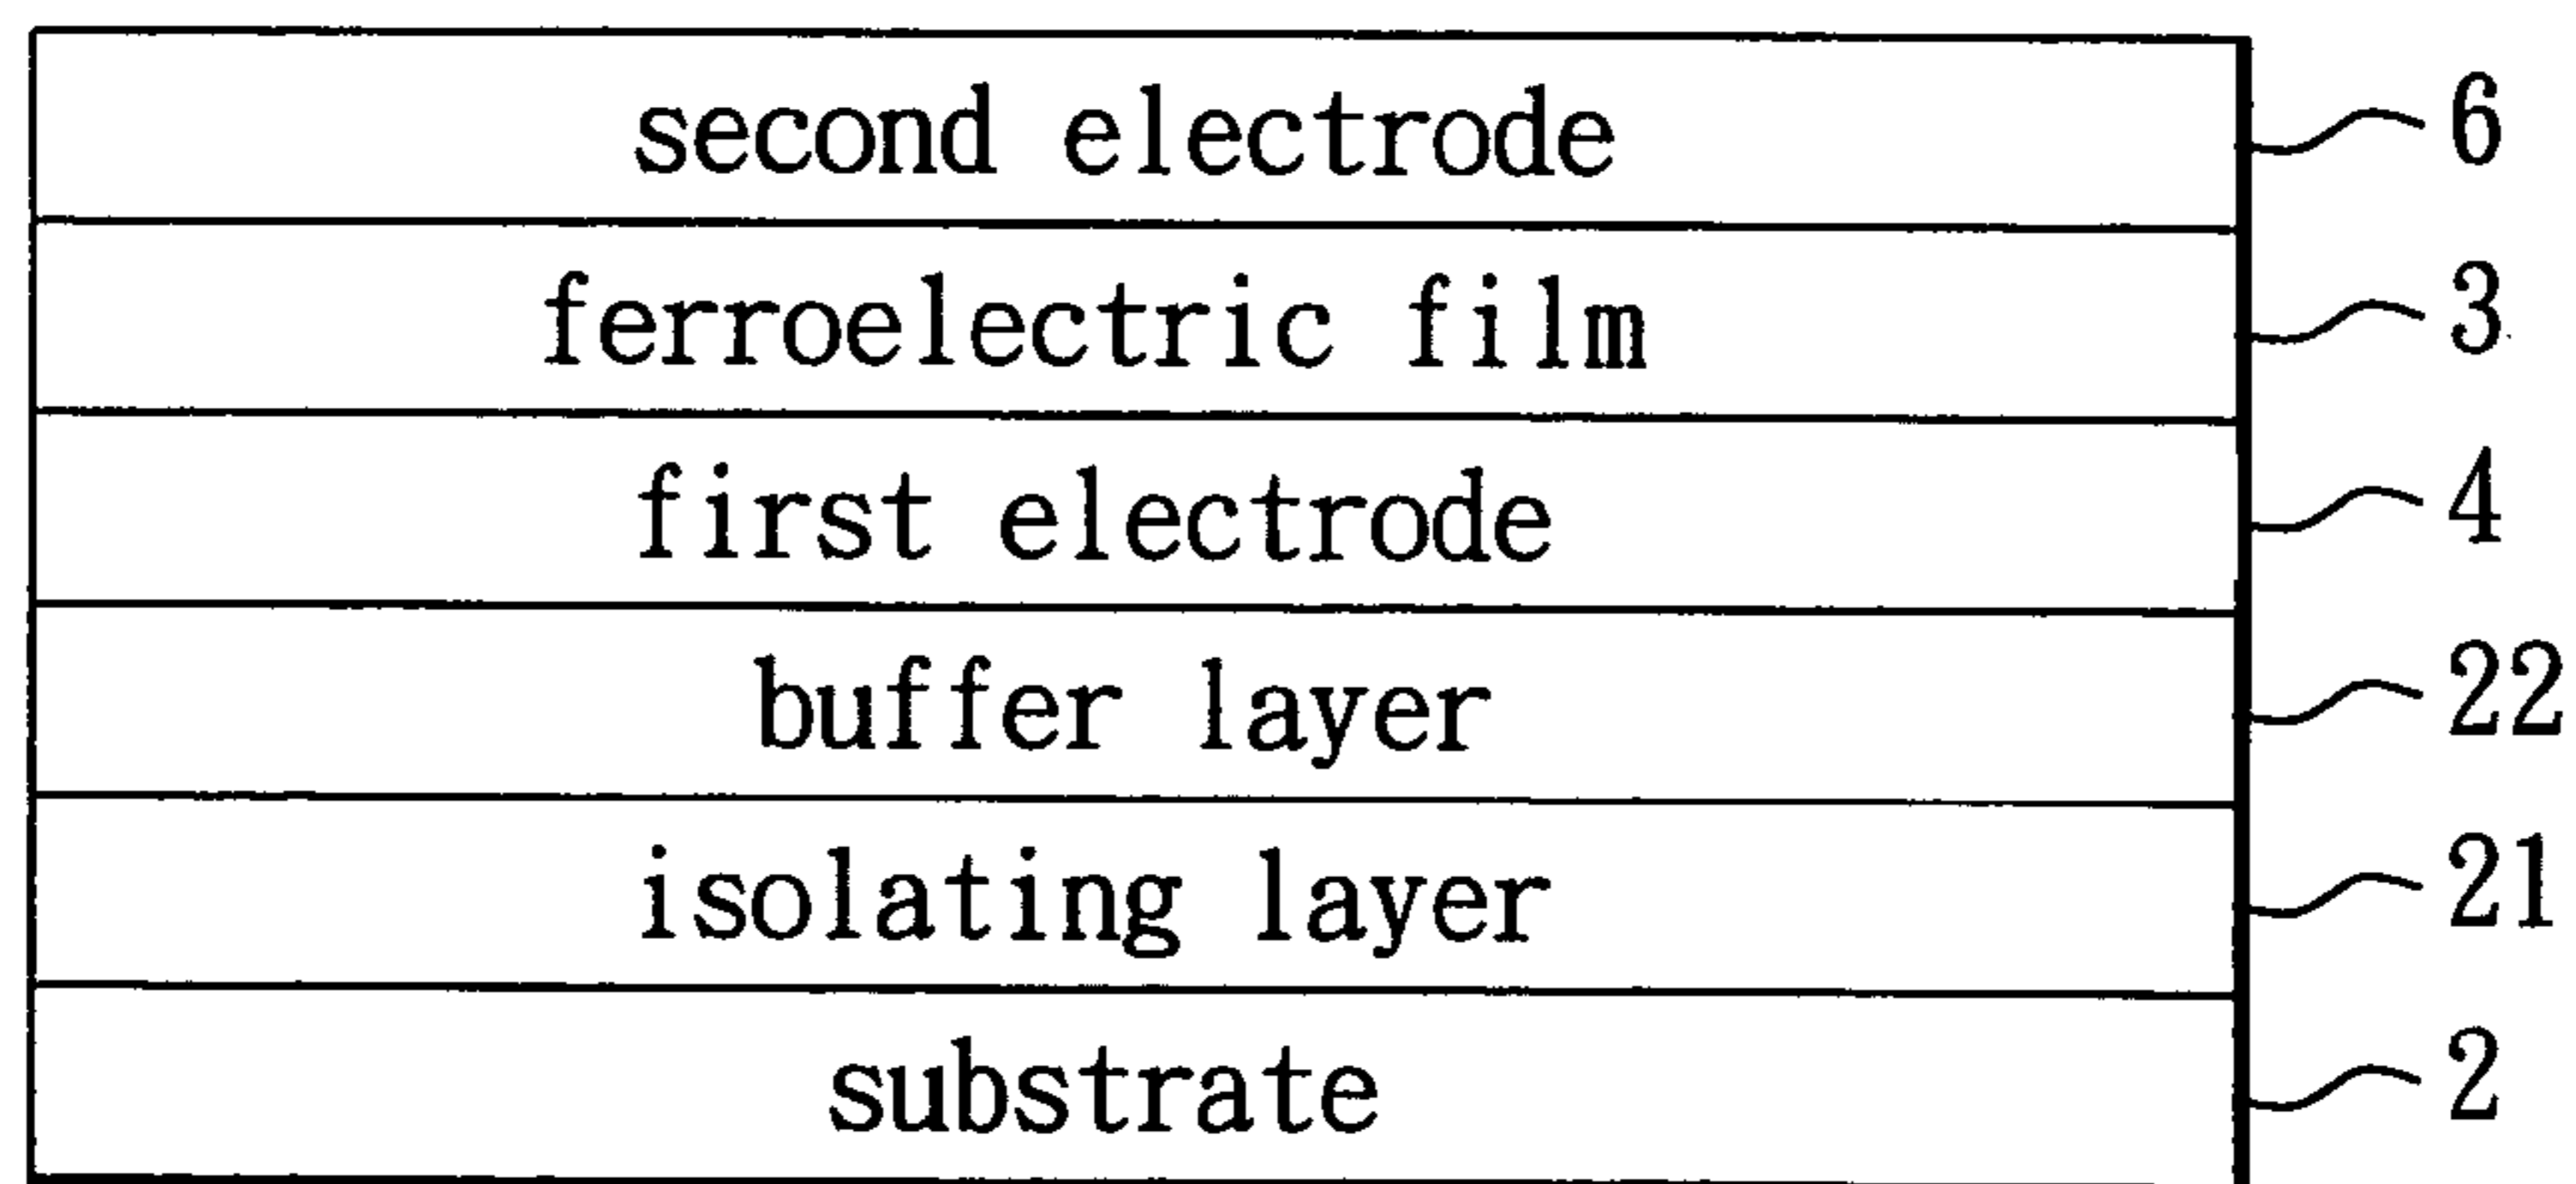 second electrode 6
ferroelectric film 3
first electrode 4
buffer layer 22
isolating layer 21
substrate 2